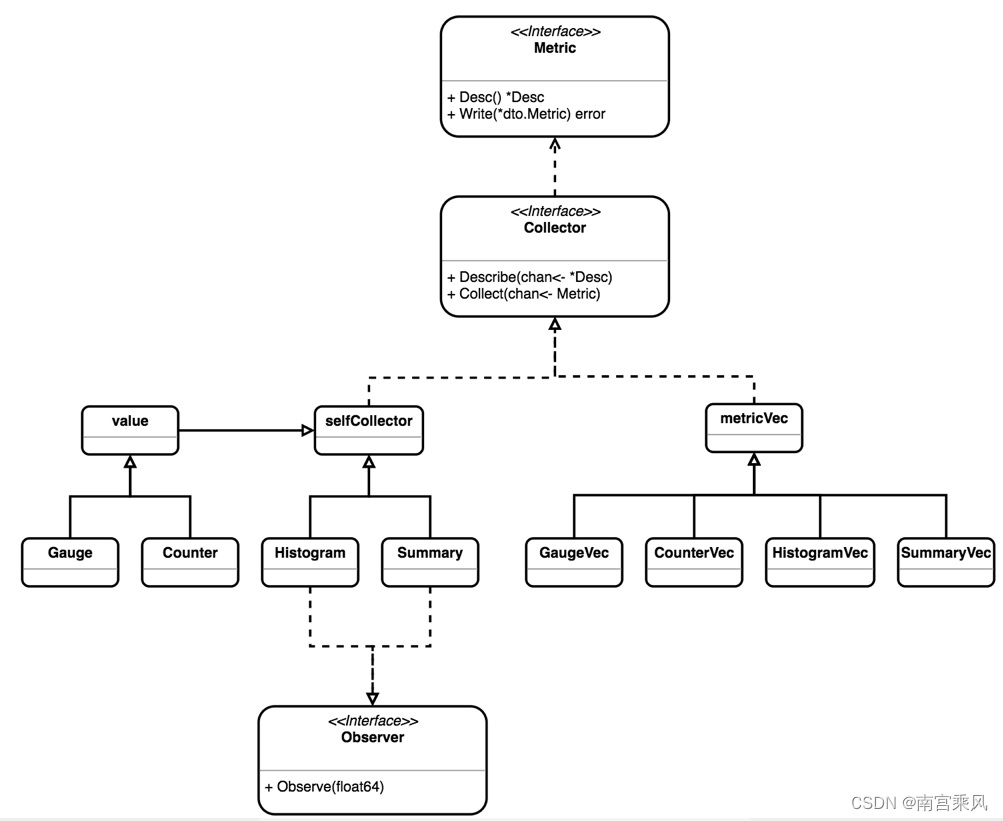 <<Interface>>
Metric
+ Desc() *Desc
+ Write(*dto.Metric) error
<<Interface>>
Collector
+ Describe(chan<- *Desc)
+ Collect(chan<- Metric)
value
selfCollector
metricVec
Gauge
Counter
Histogram
Summary
GaugeVec
CounterVec
HistogramVec
SummaryVec
<<Interface>>
Observer
+ Observe(float64)
CSDN @南宫乘风